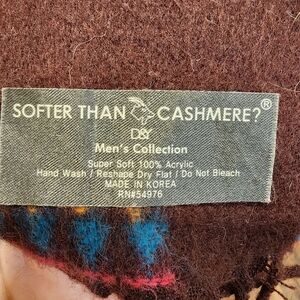 SOFTER THAN CASHMERE?®
D&Y
Men's Collection
Super Soft 100% Acrylic
Hand Wash / Reshape Dry Flat / Do Not Bleach
MADE IN KOREA
RN#54976